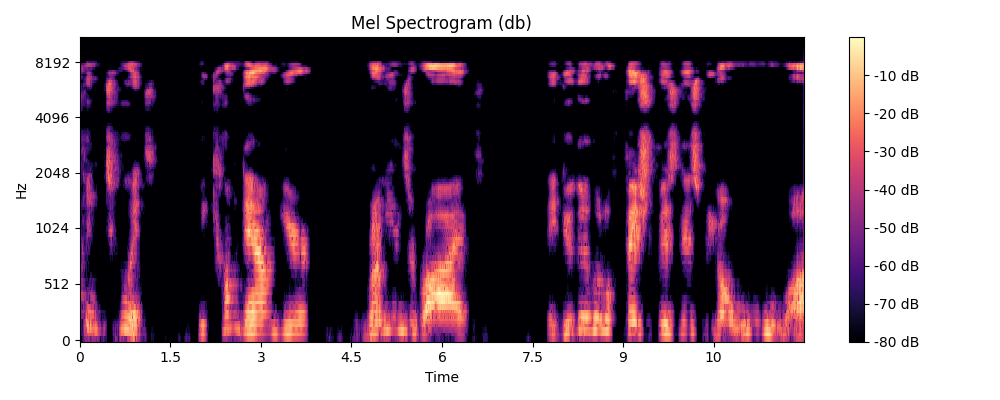 Mel Spectrogram (db)
Hz
8192
4096
2048
1024
512
0
0 1.5 3 4.5 6 7.5 9 10
Time
-10 dB
-20 dB
-30 dB
-40 dB
-50 dB
-60 dB
-70 dB
-80 dB